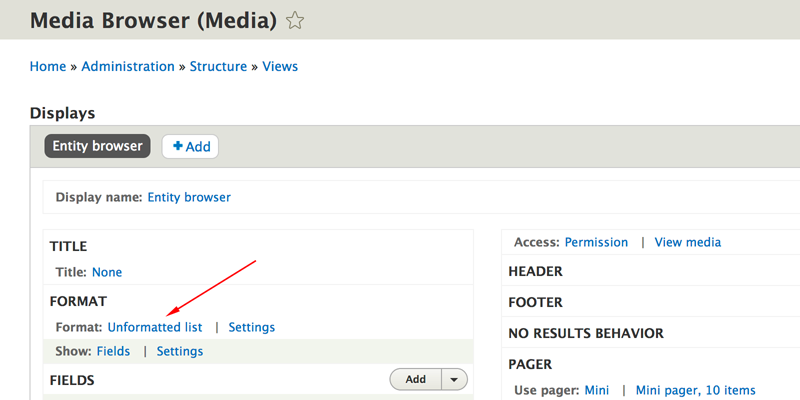 Media Browser (Media)
Home » Administration » Structure » Views
Displays
Entity browser
Add
Display name: Entity browser
TITLE
Title: None
FORMAT
Format: Unformatted list | Settings
Show: Fields | Settings
FIELDS
Add
Access: Permission | View media
HEADER
FOOTER
NO RESULTS BEHAVIOR
PAGER
Use pager: Mini | Mini pager, 10 items